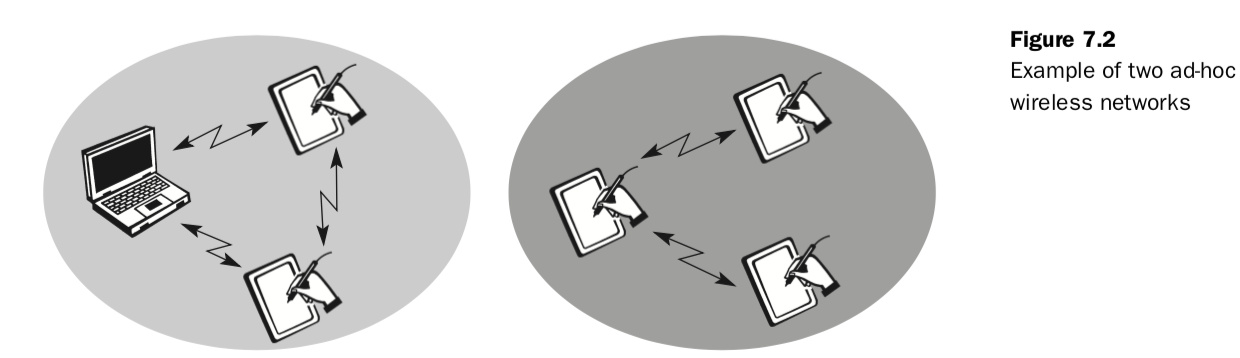 Figure 7.2
Example of two ad-hoc
wireless networks